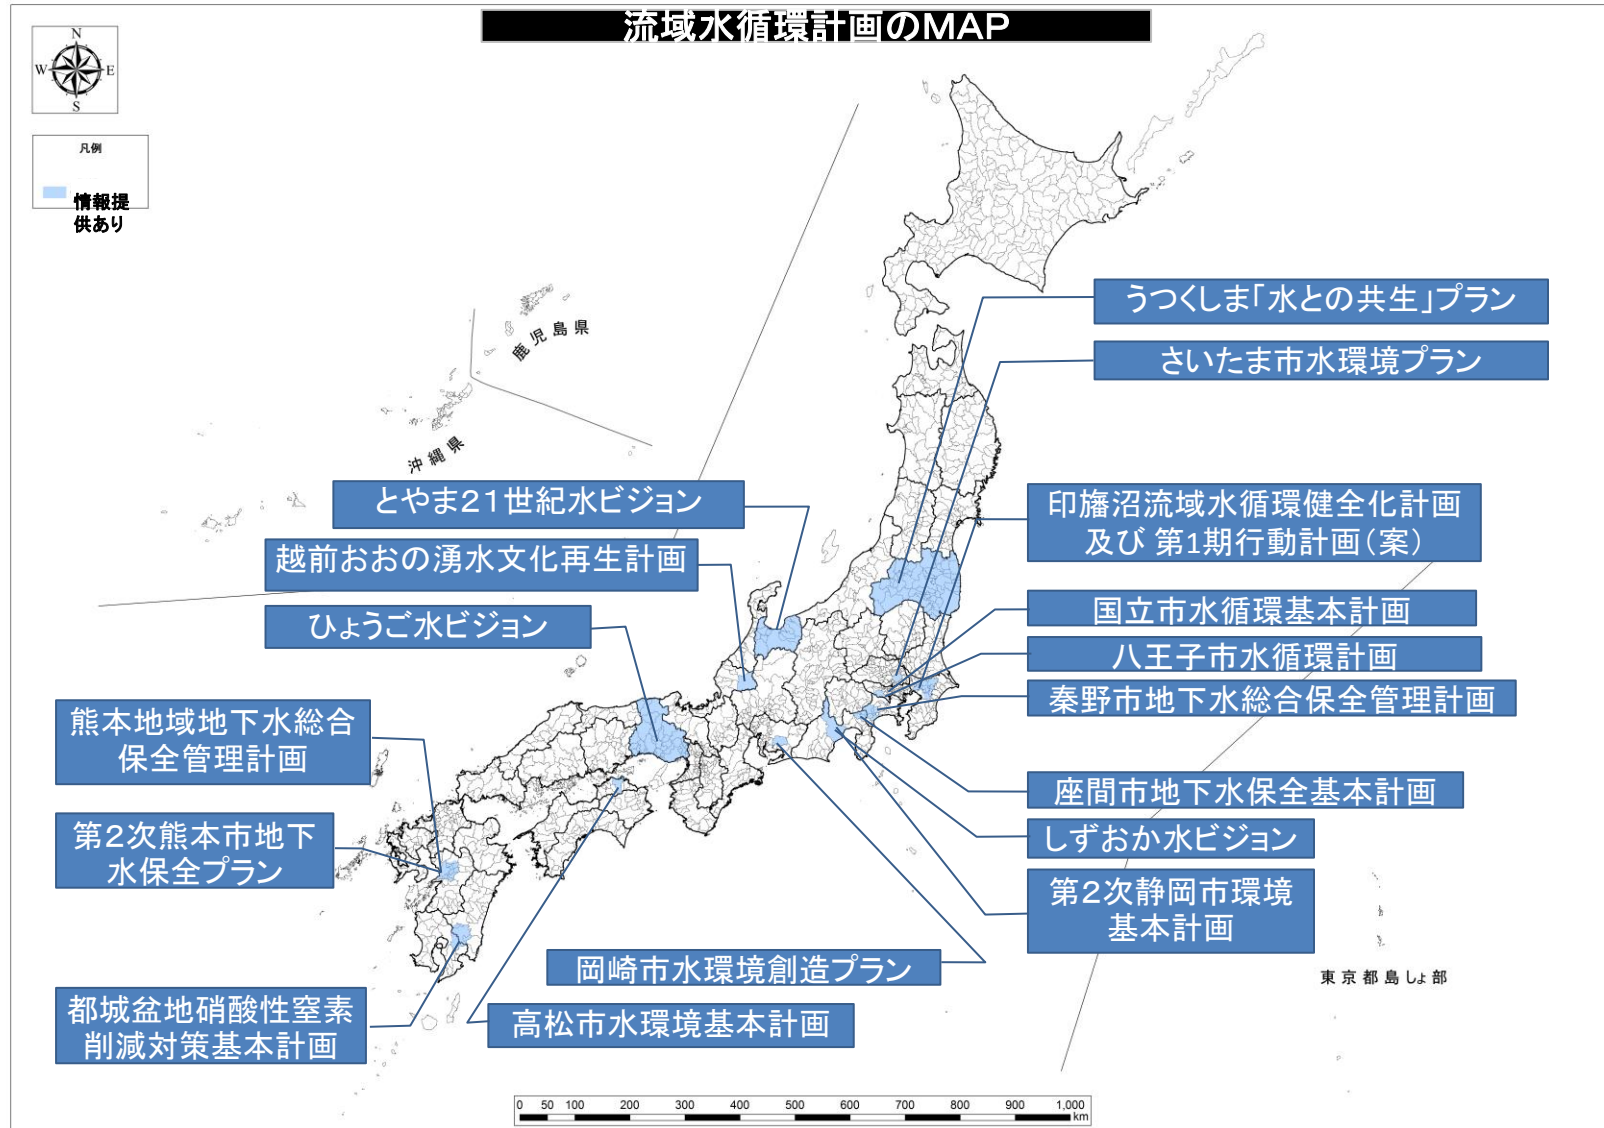 流域水循環計画のMAP
N
W E
S
凡例
情報提
供あり
鹿児島県
沖縄県
うつくしま「水との共生」プラン
さいたま市水環境プラン
とやま21世紀水ビジョン
印旛沼流域水循環健全化計画
及び 第1期行動計画(案)
越前おおの湧水文化再生計画
ひょうご水ビジョン
国立市水循環基本計画
八王子市水循環計画
秦野市地下水総合保全管理計画
熊本地域地下水総合
保全管理計画
座間市地下水保全基本計画
第2次熊本市地下
水保全プラン
しずおか水ビジョン
第2次静岡市環境
基本計画
岡崎市水環境創造プラン
東京都島しょ部
都城盆地硝酸性窒素
削減対策基本計画
高松市水環境基本計画
0 50 100 200 300 400 500 600 700 800 900 1,000
km